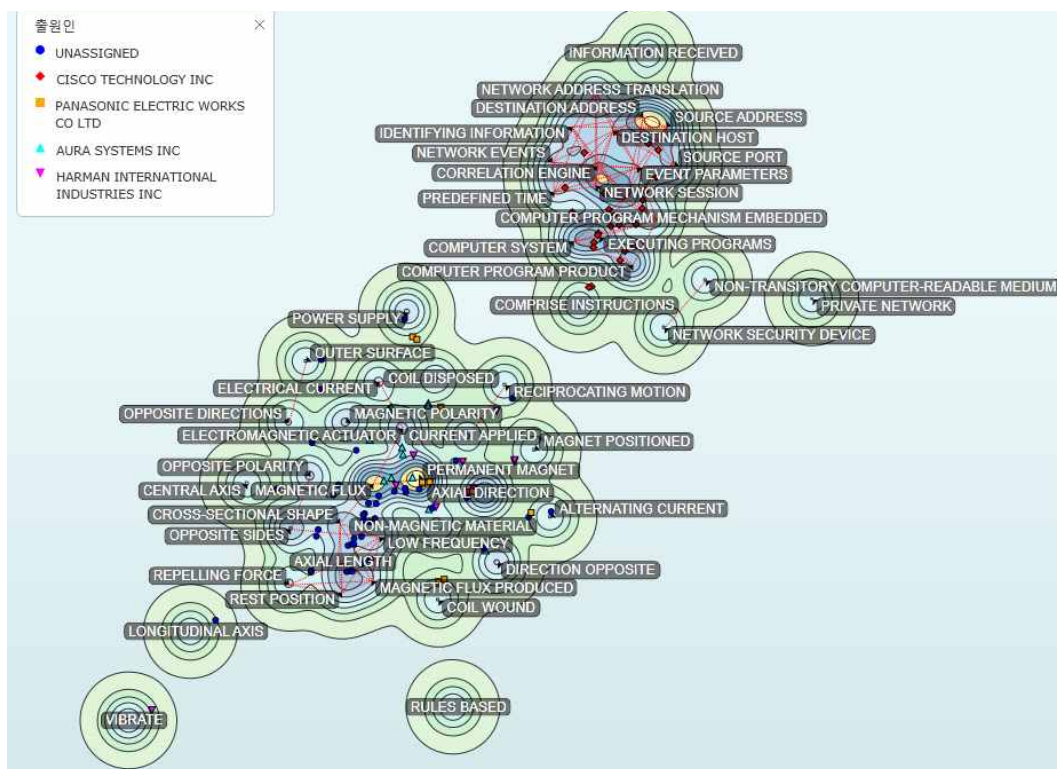 출원인
UNASSIGNED
CISCO TECHNOLOGY INC
PANASONIC ELECTRIC WORKS
CO LTD
AURA SYSTEMS INC
HARMAN INTERNATIONAL
INDUSTRIES INC
INFORMATION RECEIVED
NETWORK ADDRESS TRANSLATION
DESTINATION ADDRESS
SOURCE ADDRESS
IDENTIFYING INFORMATION
DESTINATION HOST
NETWORK EVENTS
SOURCE PORT
CORRELATION ENGINE
EVENT PARAMETERS
PREDEFINED TIME
NETWORK SESSION
COMPUTER PROGRAM MECHANISM EMBEDDED
COMPUTER SYSTEM
EXECUTING PROGRAMS
COMPUTER PROGRAM PRODUCT
NON-TRANSITORY COMPUTER-READABLE MEDIUM
COMPRISE INSTRUCTIONS
PRIVATE NETWORK
NETWORK SECURITY DEVICE
POWER SUPPLY
OUTER SURFACE
COIL DISPOSED
ELECTRICAL CURRENT
RECIPROCATING MOTION
OPPOSITE DIRECTIONS
MAGNETIC POLARITY
ELECTROMAGNETIC ACTUATOR
CURRENT APPLIED
MAGNET POSITIONED
OPPOSITE POLARITY
PERMANENT MAGNET
CENTRAL AXIS
MAGNETIC FLUX
AXIAL DIRECTION
ALTERNATING CURRENT
CROSS-SECTIONAL SHAPE
NON-MAGNETIC MATERIAL
OPPOSITE SIDES
LOW FREQUENCY
AXIAL LENGTH
DIRECTION OPPOSITE
REPELLING FORCE
MAGNETIC FLUX PRODUCED
REST POSITION
COIL WOUND
LONGITUDINAL AXIS
RULES BASED
VIBRATE